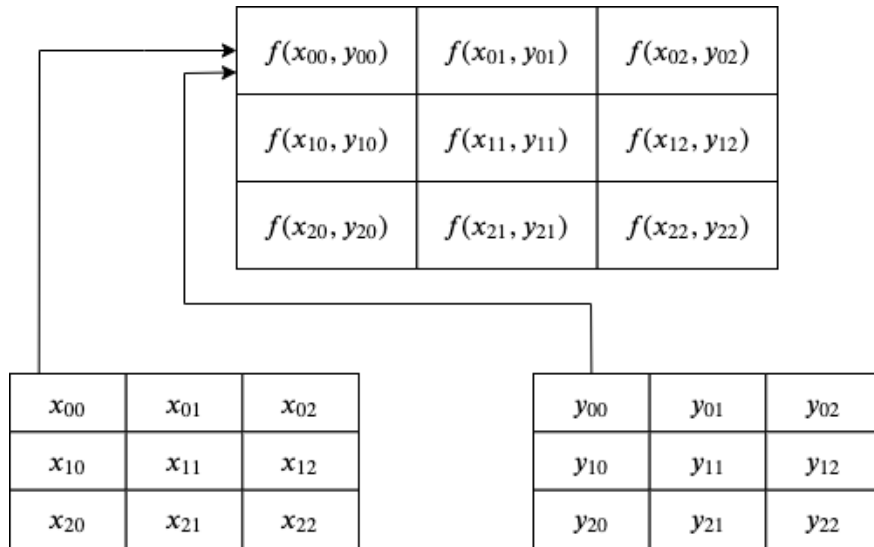 f(x₀₀, y₀₀) f(x₀₁, y₀₁) f(x₀₂, y₀₂)
f(x₁₀, y₁₀) f(x₁₁, y₁₁) f(x₁₂, y₁₂)
f(x₂₀, y₂₀) f(x₂₁, y₂₁) f(x₂₂, y₂₂)
x₀₀ x₀₁ x₀₂ y₀₀ y₀₁ y₀₂
x₁₀ x₁₁ x₁₂ y₁₀ y₁₁ y₁₂
x₂₀ x₂₁ x₂₂ y₂₀ y₂₁ y₂₂